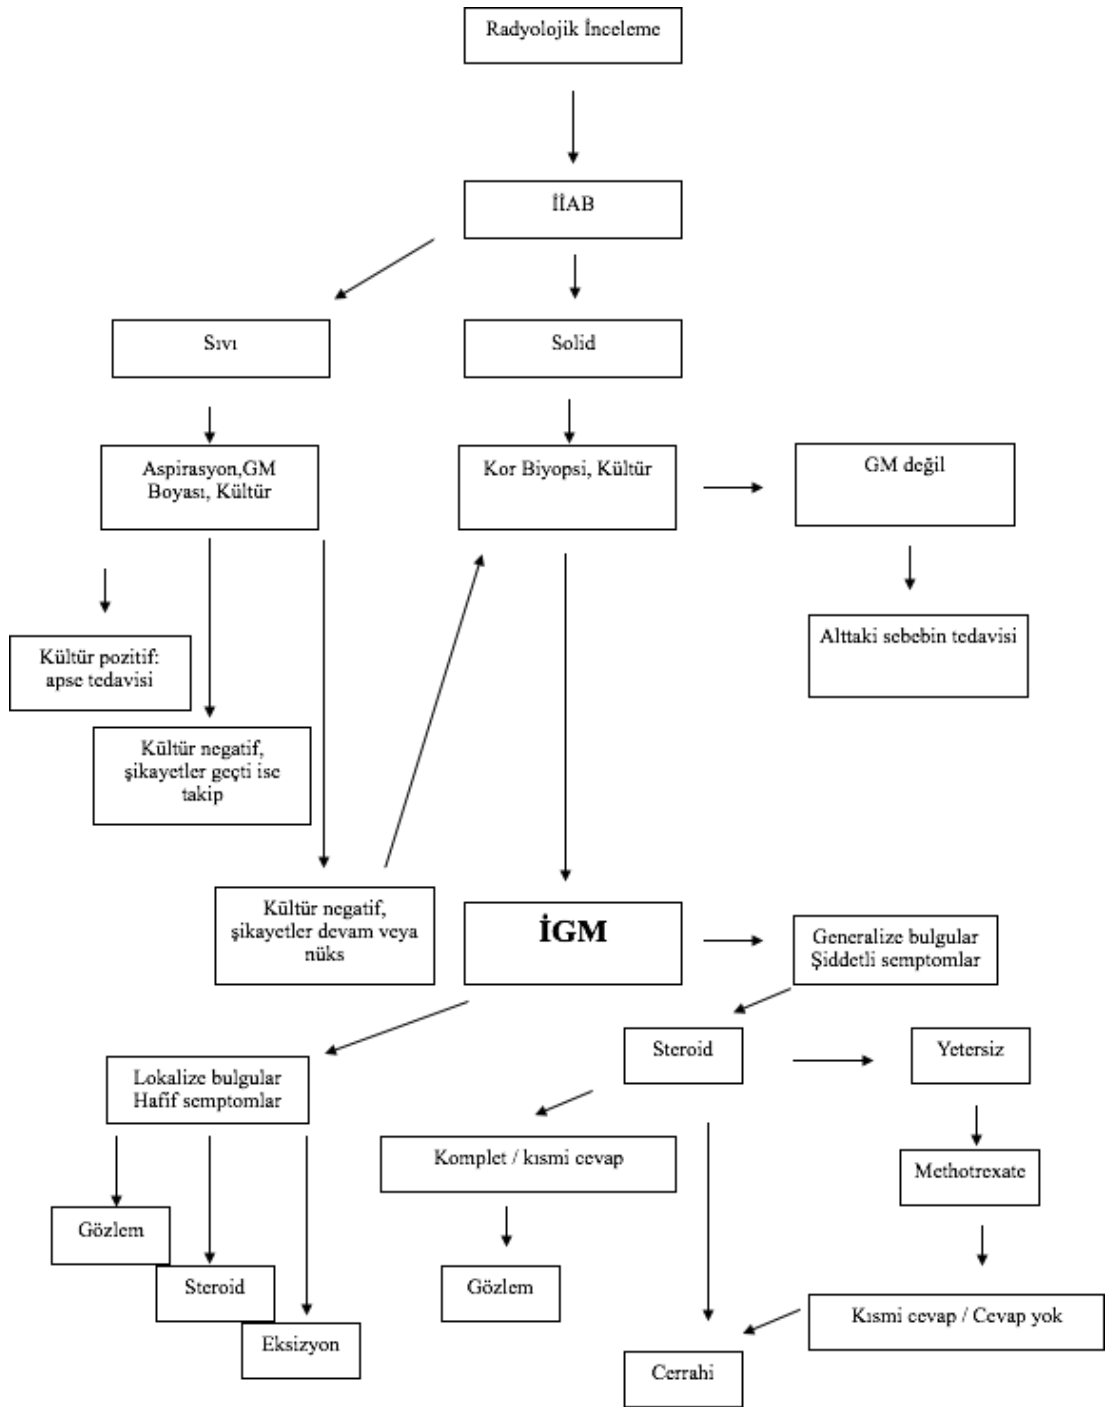 Radyolojik İnceleme
İİAB
Sıvı
Solid
Aspirasyon,GM
Boyası, Kültür
Kor Biyopsi, Kültür
GM değil
Kültür pozitif:
apse tedavisi
Alttaki sebebin tedavisi
Kültür negatif,
şikayetler geçti ise
takip
Kültür negatif,
şikayetler devam veya
nüks
İGM
Generalize bulgular
Şiddetli semptomlar
Lokalize bulgular
Hafif semptomlar
Steroid
Yetersiz
Komplet / kısmi cevap
Methotrexate
Gözlem
Steroid
Eksizyon
Gözlem
Kısmi cevap / Cevap yok
Cerrahi